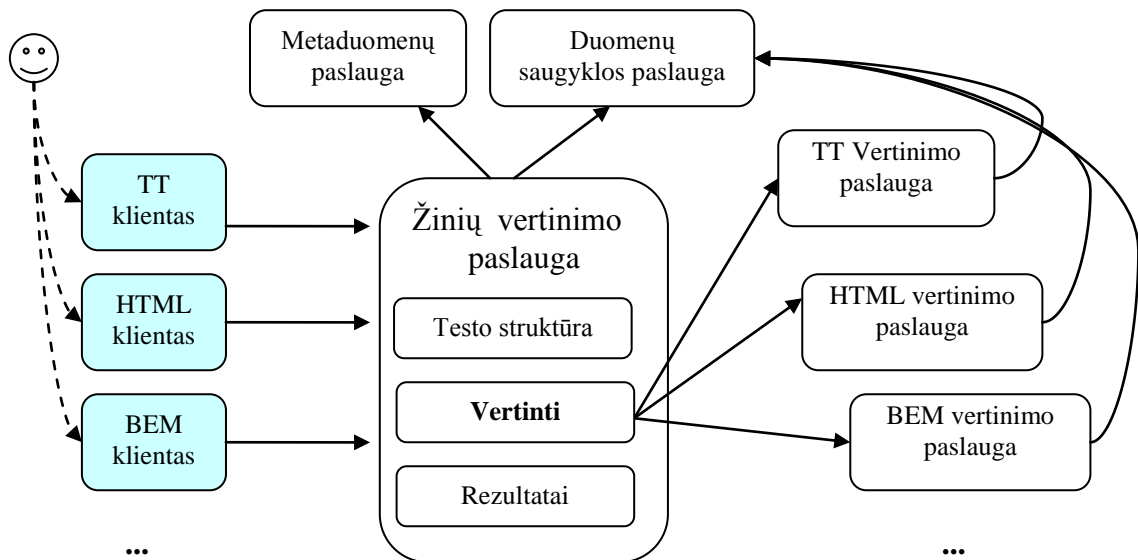 Metaduomenų
paslauga
Duomenų
saugyklos paslauga
TT
klientas
HTML
klientas
BEM
klientas
...
Žinių vertinimo
paslauga
Testo struktūra
Vertinti
Rezultatai
TT Vertinimo
paslauga
HTML vertinimo
paslauga
BEM vertinimo
paslauga
...